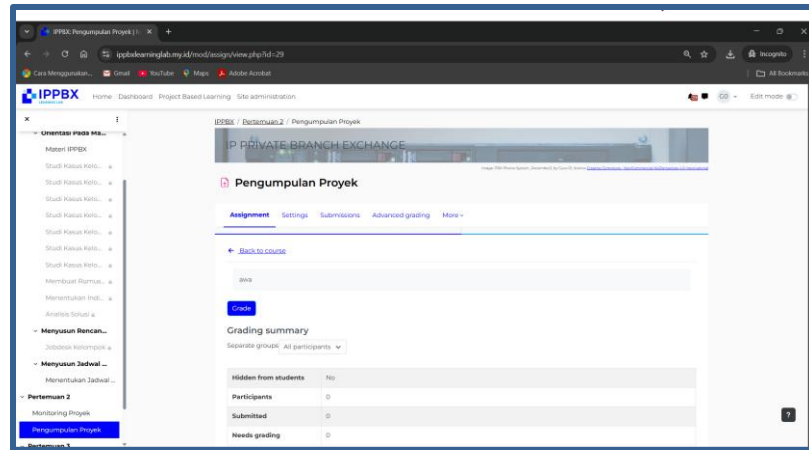 IPPBX: Pengumpulan Proyek | I
ippbxlearninglab.my.id/mod/assign/view.php?id=29
Incognito
Cara Menggunakan... Gmail YouTube Maps Adobe Acrobat
All Bookmarks
IPPBX
LEARNING LAB
Home Dashboard Project Based Learning Site administration
GD
Edit mode
Orientasi Pada Ma...
Materi IPPBX
Studi Kasus Kelo...
Studi Kasus Kelo...
Studi Kasus Kelo...
Studi Kasus Kelo...
Studi Kasus Kelo...
Studi Kasus Kelo...
Studi Kasus Kelo...
Membuat Rumus...
Menentukan Indi...
Analisis Solusi
Menyusun Rencan...
Jobdesk Kelompok
Menyusun Jadwal ...
Menentukan Jadwal ...
Pertemuan 2
Monitoring Proyek
Pengumpulan Proyek
Pertemuan 3
IPPBX / Pertemuan 2 / Pengumpulan Proyek
IP PRIVATE BRANCH EXCHANGE
Pengumpulan Proyek
Assignment Settings Submissions Advanced grading More
Back to course
awa
Grade
Grading summary
Separate groups All participants
Hidden from students No
Participants 0
Submitted 0
Needs grading 0
?